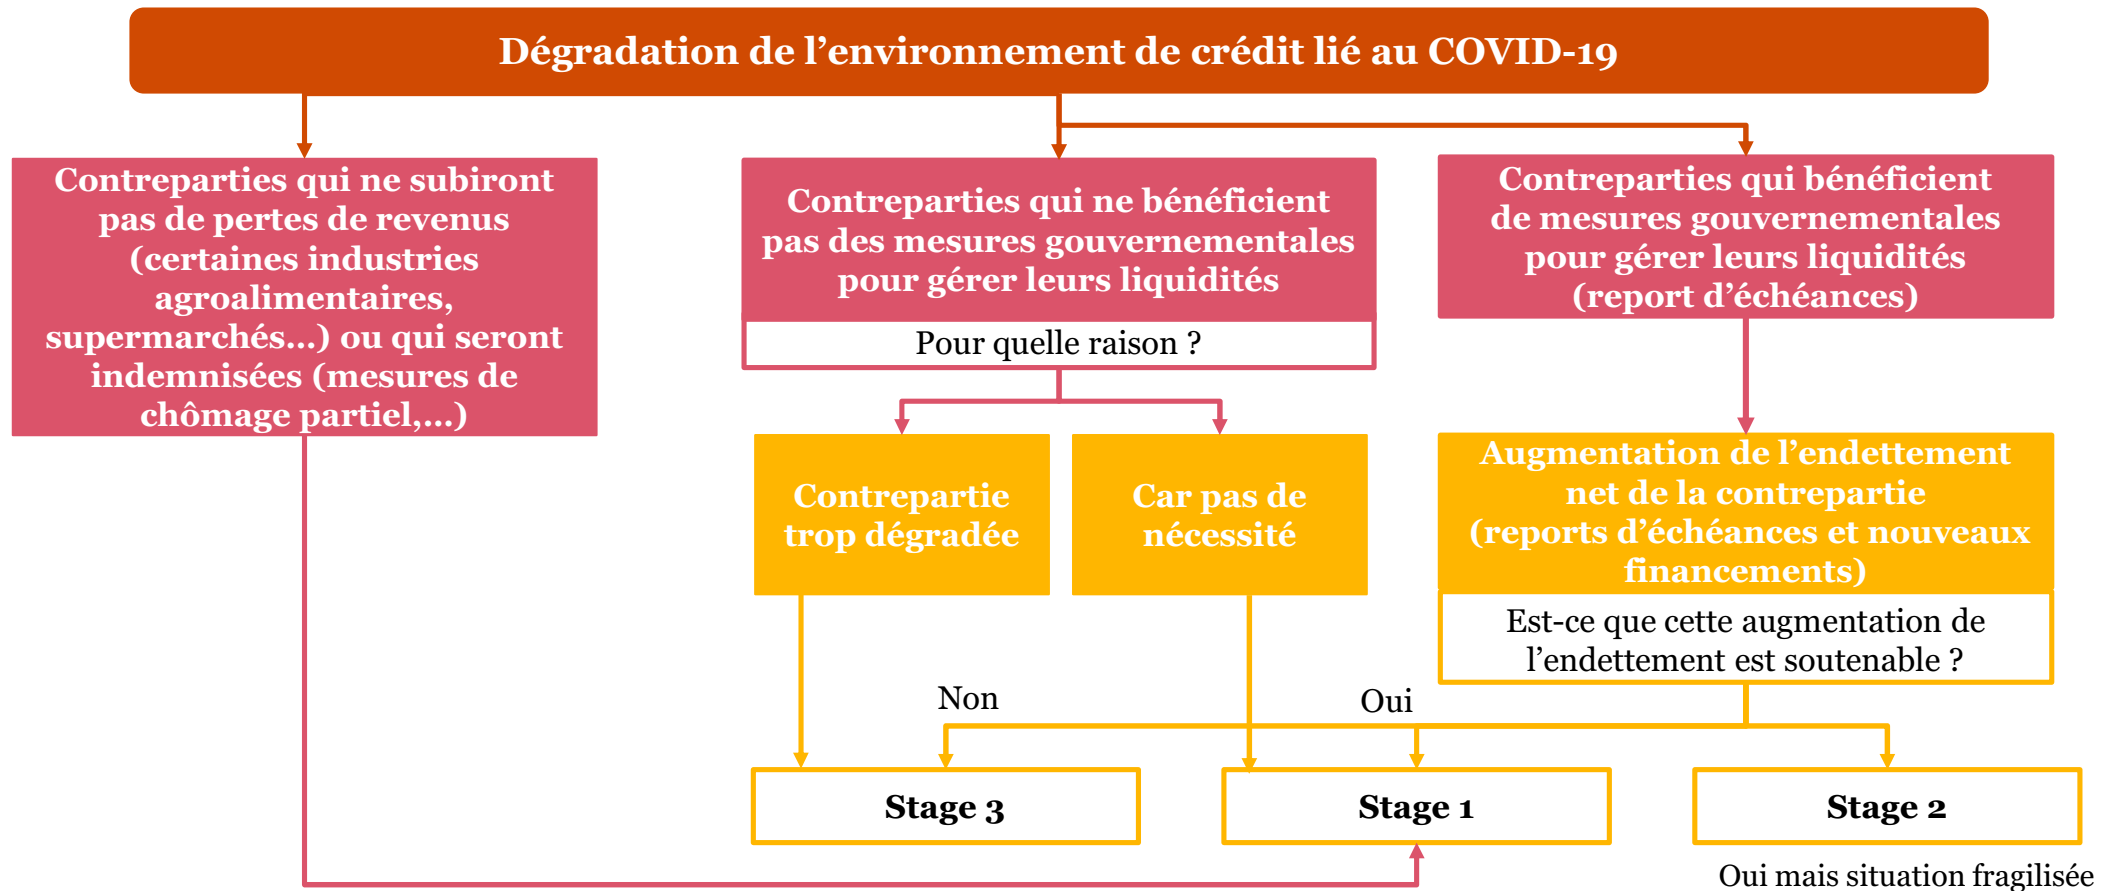 Dégradation de l’environnement de crédit lié au COVID-19
Contreparties qui ne subiront
pas de pertes de revenus
(certaines industries
agroalimentaires,
supermarchés…) ou qui seront
indemnisées (mesures de
chômage partiel,…)
Contreparties qui ne bénéficient
pas des mesures gouvernementales
pour gérer leurs liquidités
Pour quelle raison ?
Contreparties qui bénéficient
de mesures gouvernementales
pour gérer leurs liquidités
(report d’échéances)
Contrepartie
trop dégradée
Car pas de
nécessité
Augmentation de l’endettement
net de la contrepartie
(reports d’échéances et nouveaux
financements)
Est-ce que cette augmentation de
l’endettement est soutenable ?
Non
Oui
Stage 3
Stage 1
Stage 2
Oui mais situation fragilisée